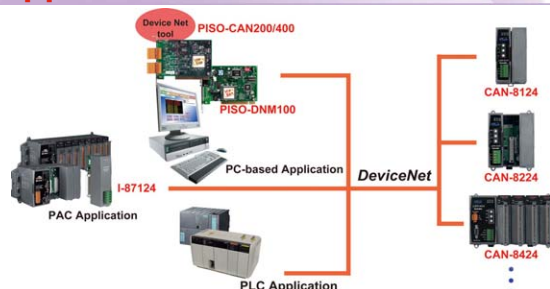 Device Net
tool
PISO-CAN200/400
PISO-DNM100
PC-based Application
I-87124
PAC Application
PLC Application
DeviceNet
CAN-8124
CAN-8224
CAN-8424